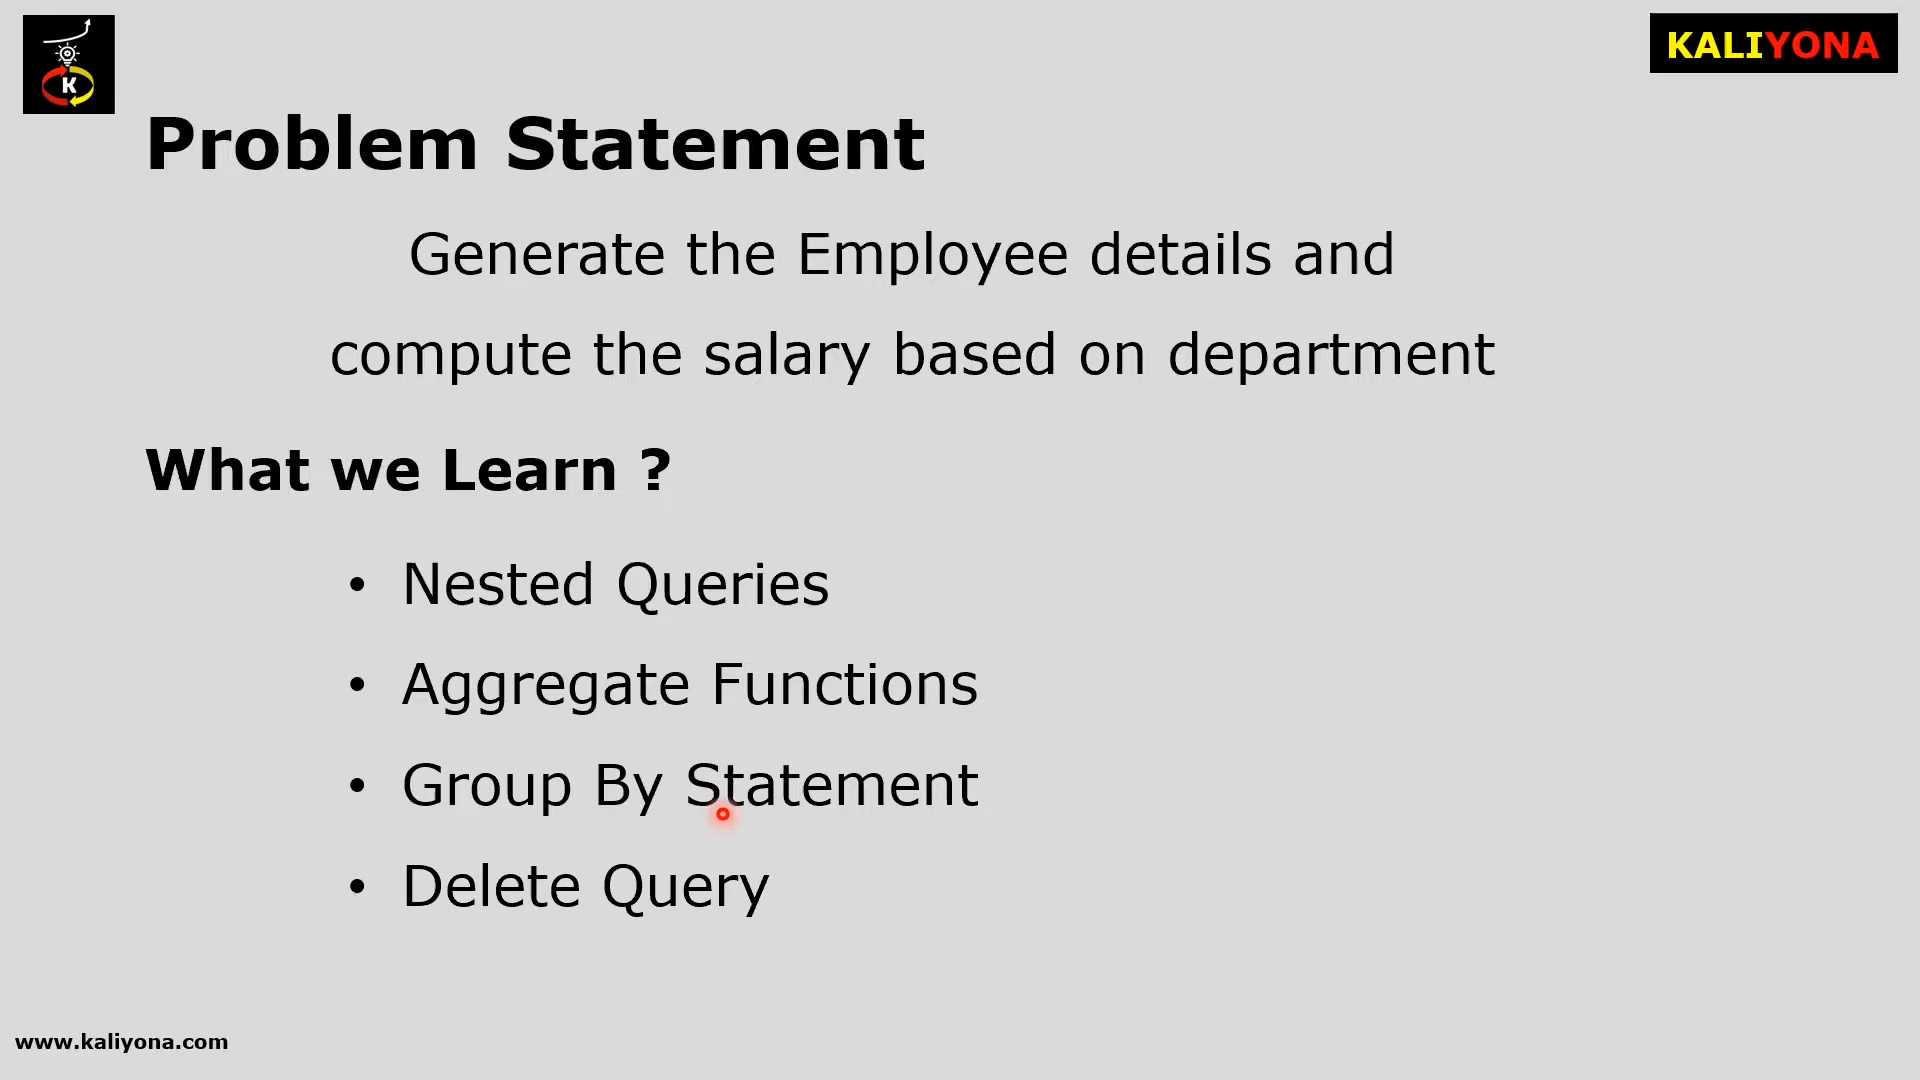 K
KALIYONA
Problem Statement
Generate the Employee details and
compute the salary based on department
What we Learn ?
• Nested Queries
• Aggregate Functions
• Group By Statement
• Delete Query
www.kaliyona.com